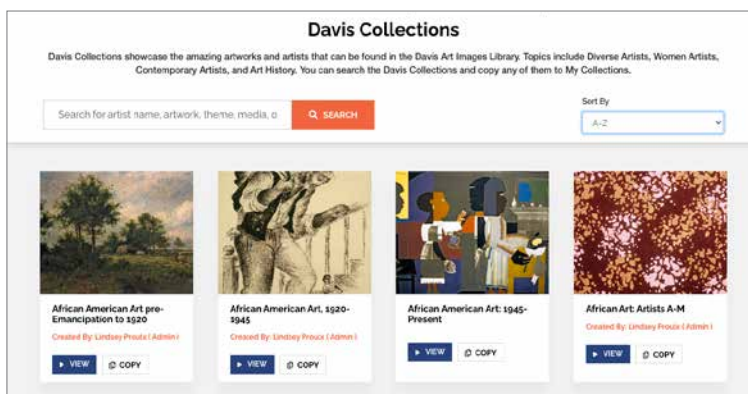 Davis Collections
Davis Collections showcase the amazing artworks and artists that can be found in the Davis Art Images Library. Topics include Diverse Artists, Women Artists,
Contemporary Artists, and Art History. You can search the Davis Collections and copy any of them to My Collections.
Sort By
Search for artist name, artwork, theme, media, o
SEARCH
A-Z
African American Art pre-
Emancipation to 1920
Created By: Lindsey Proulx ( Admin )
VIEW
COPY
African American Art, 1920-
1945
Created By: Lindsey Proulx ( Admin )
VIEW
COPY
African American Art: 1945-
Present
VIEW
COPY
African Art: Artists A-M
Created By: Lindsey Proulx ( Admin )
VIEW
COPY